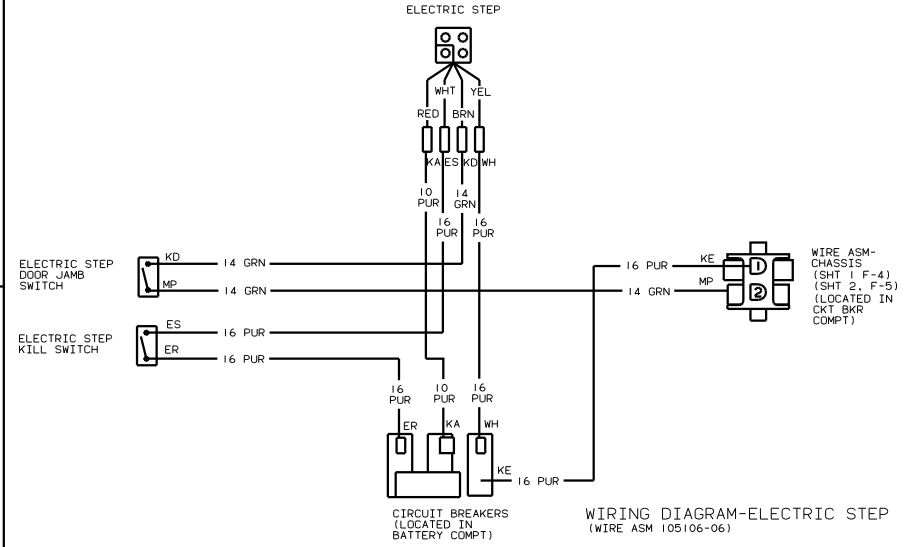 ELECTRIC STEP
WHT YEL
RED BRN
KA ES KD WH
10
PUR
14
GRN
16
PUR
16
PUR
ELECTRIC STEP
DOOR JAMB
SWITCH
KD
14 GRN
MP
14 GRN
16 PUR
KE
14 GRN
MP
1
2
WIRE ASM-
CHASSIS
(SHT 1 F-4)
(SHT 2, F-5)
(LOCATED IN
CKT BKR
COMPT)
ELECTRIC STEP
KILL SWITCH
ES
16 PUR
ER
16 PUR
16
PUR
10
PUR
16
PUR
ER
KA
WH
KE
16 PUR
CIRCUIT BREAKERS
(LOCATED IN
BATTERY COMPT)
WIRING DIAGRAM-ELECTRIC STEP
(WIRE ASM 105106-06)